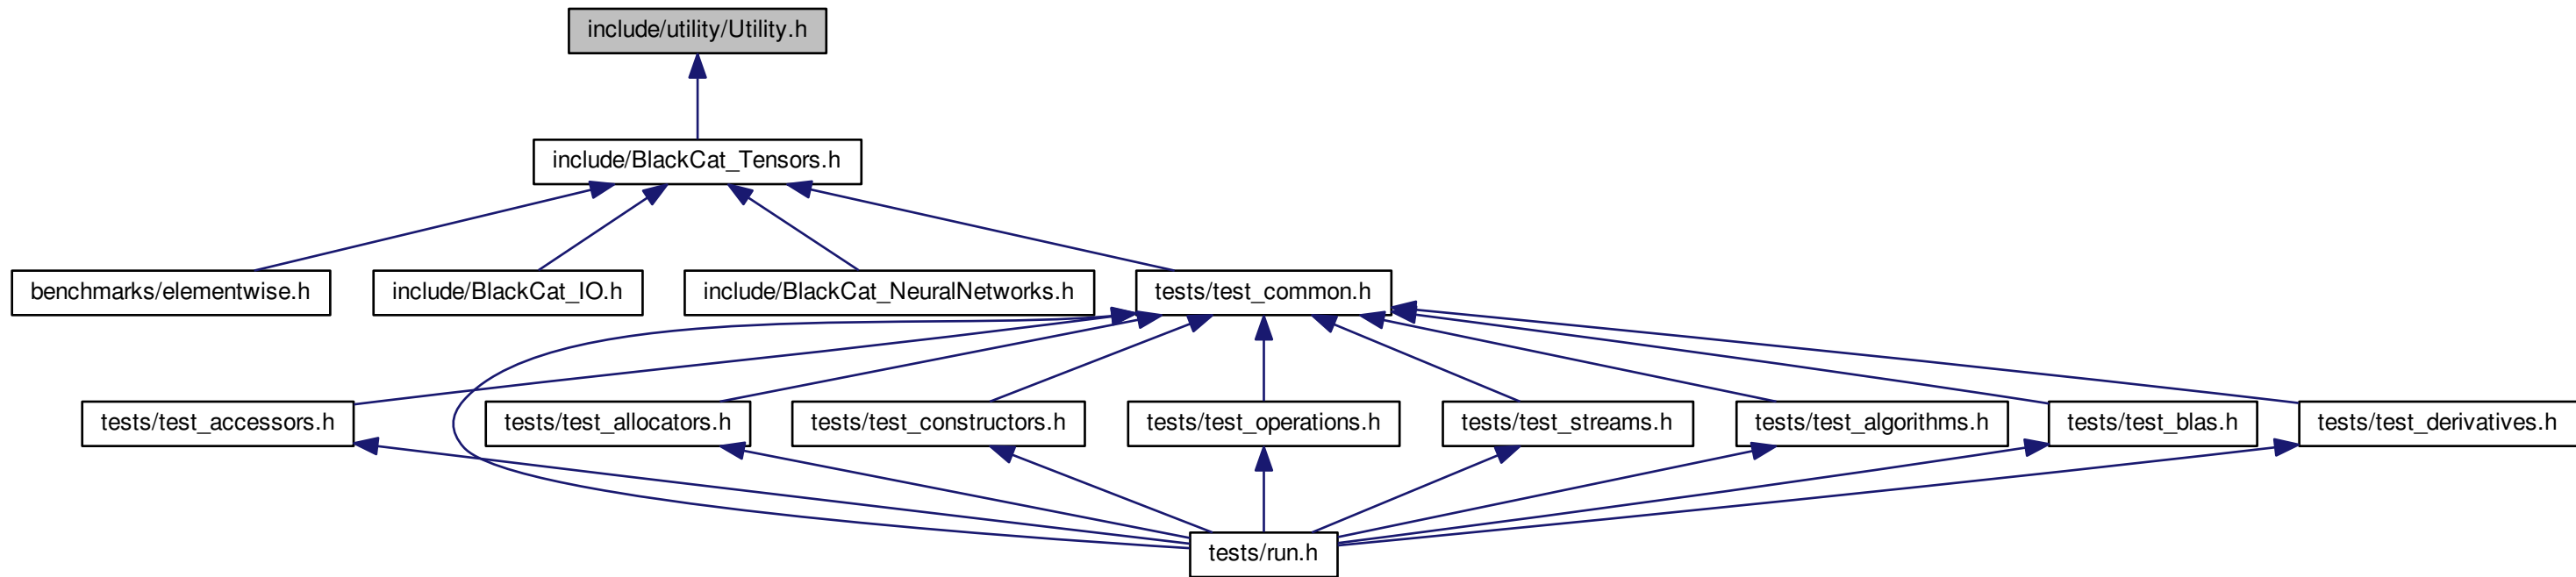 include/utility/Utility.h
include/BlackCat_Tensors.h
benchmarks/elementwise.h
include/BlackCat_IO.h
include/BlackCat_NeuralNetworks.h
tests/test_common.h
tests/test_accessors.h
tests/test_allocators.h
tests/test_constructors.h
tests/test_operations.h
tests/test_streams.h
tests/test_algorithms.h
tests/test_blas.h
tests/test_derivatives.h
tests/run.h